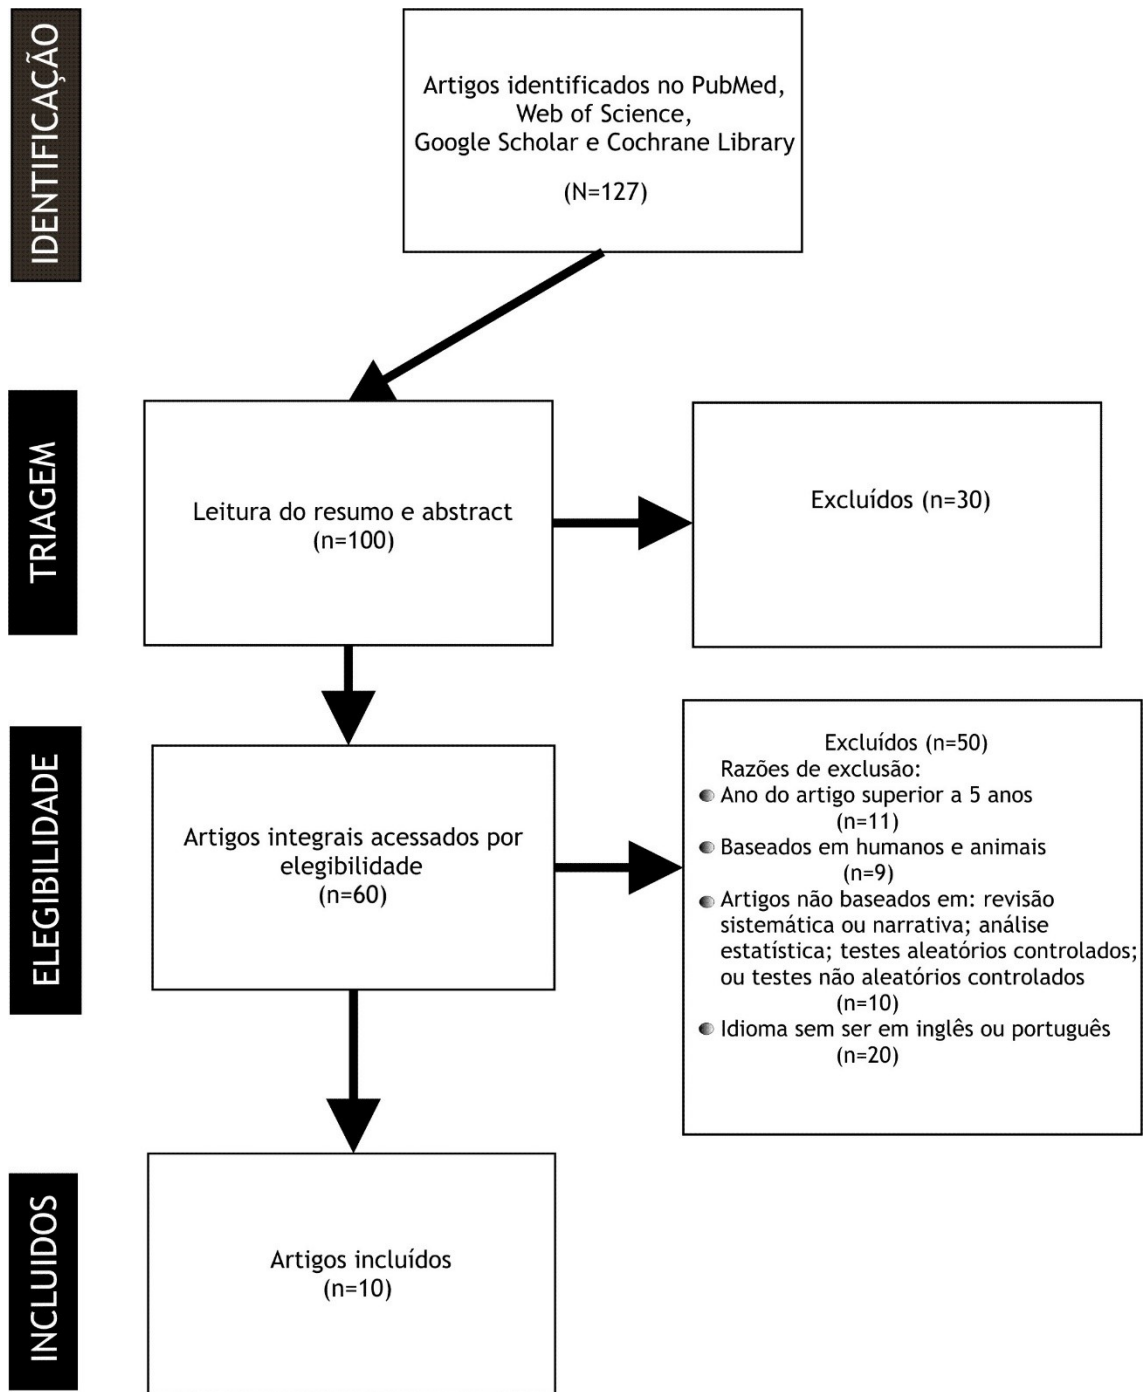 IDENTIFICAÇÃO
Artigos identificados no PubMed,
Web of Science,
Google Scholar e Cochrane Library
(N=127)
TRIAGEM
Leitura do resumo e abstract
(n=100)
Excluídos (n=30)
ELEGIBILIDADE
Artigos integrais acessados por
elegibilidade
(n=60)
Excluídos (n=50)
Razões de exclusão:
Ano do artigo superior a 5 anos
(n=11)
Baseados em humanos e animais
(n=9)
Artigos não baseados em: revisão
sistemática ou narrativa; análise
estatística; testes aleatórios controlados;
ou testes não aleatórios controlados
(n=10)
Idioma sem ser em inglês ou português
(n=20)
INCLUIDOS
Artigos incluídos
(n=10)